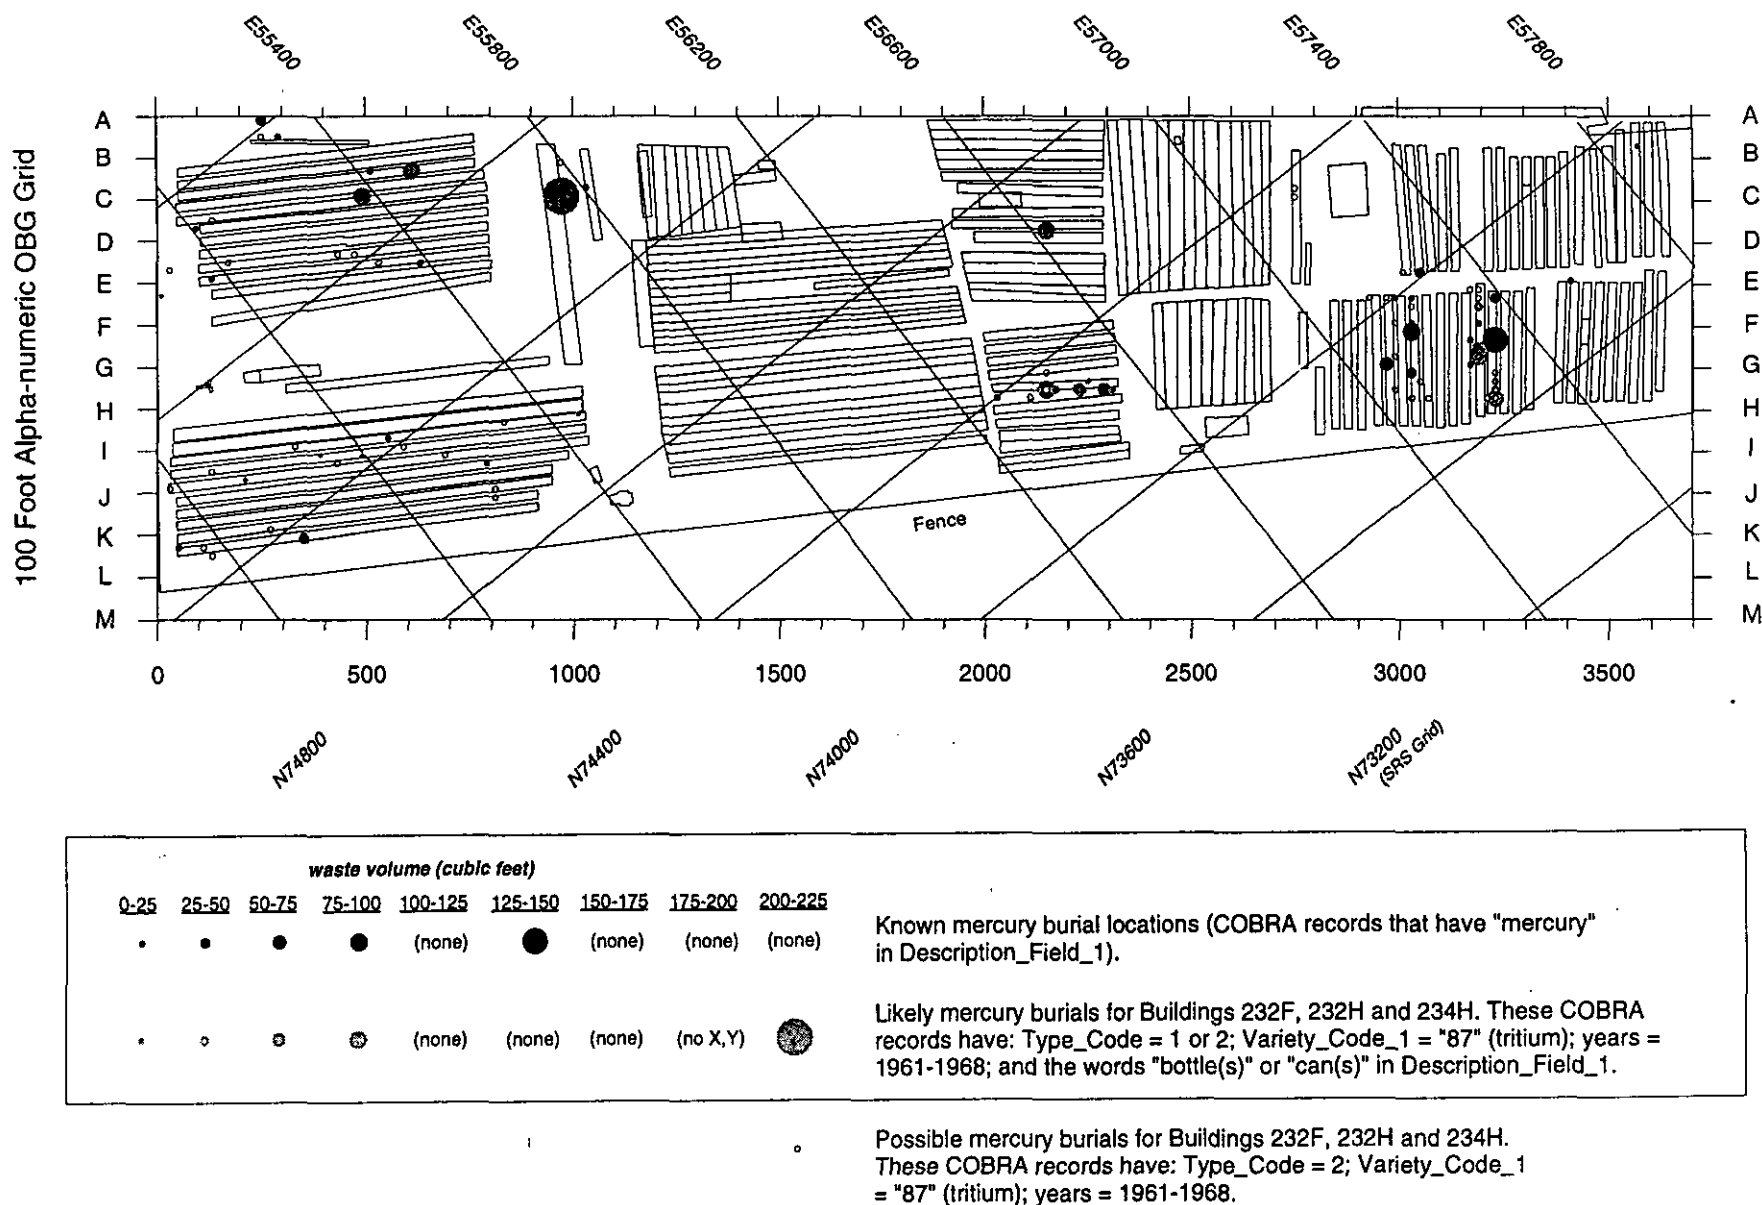 E55400
E55800
E56200
E56600
E57000
E57400
E57800
100 Foot Alpha-numeric OBG Grid
A A
B B
C C
D D
E E
F F
G G
H H
I I
J J
K K
L L
M M
Fence
0 500 1000 1500 2000 2500 3000 3500
N74800
N74400
N74000
N73600
N73200
(SRS Grid)
waste volume (cubic feet)
0-25 25-50 50-75 75-100 100-125 125-150 150-175 175-200 200-225
(none) (none) (none) (none)
Known mercury burial locations (COBRA records that have "mercury"
in Description_Field_1).
(none) (none) (none) (no X,Y)
Likely mercury burials for Buildings 232F, 232H and 234H. These COBRA
records have: Type_Code = 1 or 2; Variety_Code_1 = "87" (tritium); years =
1961-1968; and the words "bottle(s)" or "can(s)" in Description_Field_1.
Possible mercury burials for Buildings 232F, 232H and 234H.
These COBRA records have: Type_Code = 2; Variety_Code_1
= "87" (tritium); years = 1961-1968.